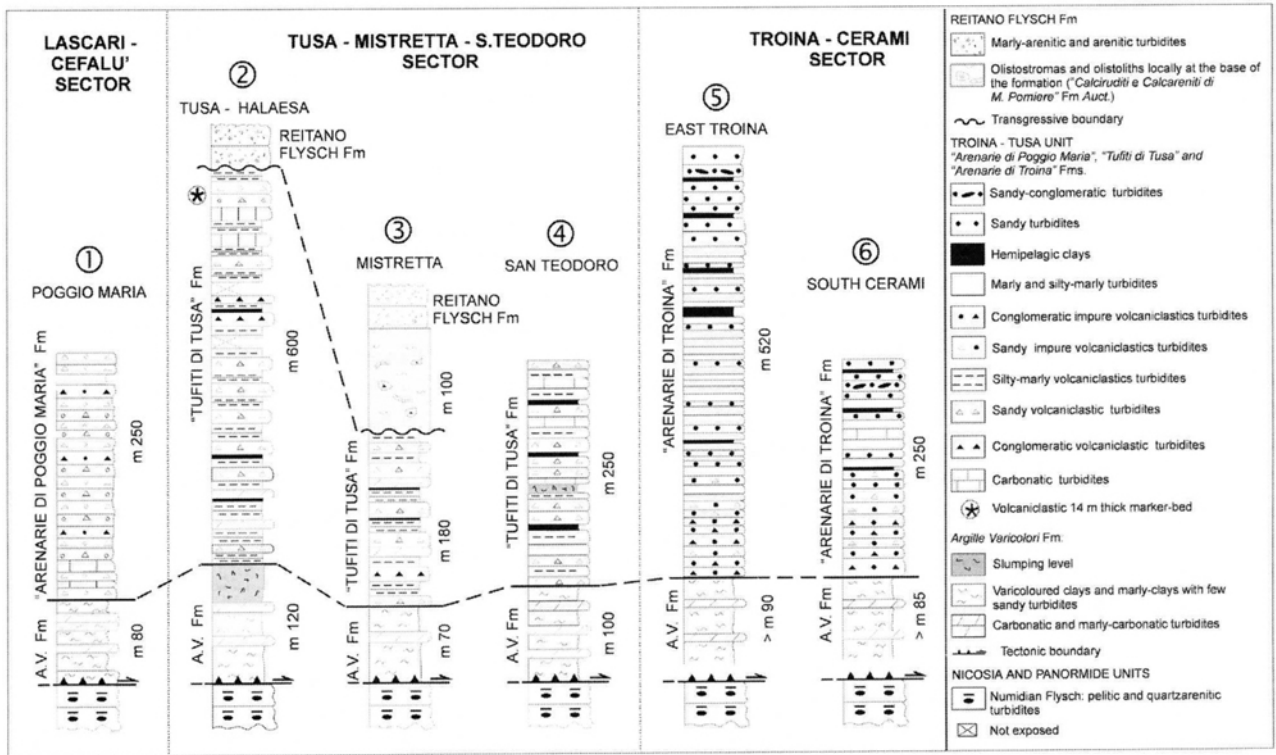 LASCARI -
CEFALU'
SECTOR
TUSA - MISTRETTA - S.TEODORO
SECTOR
TROINA - CERAMI
SECTOR
①
POGGIO MARIA
"ARENARIE DI POGGIO MARIA" Fm
m 250
A.V. Fm
m 80
②
TUSA - HALAESA
REITANO
FLYSCH Fm
"TUFITI DI TUSA" Fm
m 600
A.V. Fm
m 120
③
MISTRETTA
REITANO
FLYSCH Fm
m 100
"TUFITI DI TUSA" Fm
m 180
A.V. Fm
m 70
④
SAN TEODORO
"TUFITI DI TUSA" Fm
m 250
A.V. Fm
m 100
⑤
EAST TROINA
"ARENARIE DI TROINA" Fm
m 520
A.V. Fm
> m 90
⑥
SOUTH CERAMI
"ARENARIE DI TROINA" Fm
m 250
A.V. Fm
> m 85
REITANO FLYSCH Fm
Marly-arenitic and arenitic turbidites
Olistostromas and olistoliths locally at the base of
the formation ("Calciruditi e Calcareniti di
M. Pomiere" Fm Auct.)
Transgressive boundary
TROINA - TUSA UNIT
"Arenarie di Poggio Maria", "Tufiti di Tusa" and
"Arenarie di Troina" Fms.
Sandy-conglomeratic turbidites
Sandy turbidites
Hemipelagic clays
Marly and silty-marly turbidites
Conglomeratic impure volcaniclastics turbidites
Sandy impure volcaniclastics turbidites
Silty-marly volcaniclastics turbidites
Sandy volcaniclastic turbidites
Conglomeratic volcaniclastic turbidites
Carbonatic turbidites
Volcaniclastic 14 m thick marker-bed
Argille Varicolori Fm:
Slumping level
Varicoloured clays and marly-clays with few
sandy turbidites
Carbonatic and marly-carbonatic turbidites
Tectonic boundary
NICOSIA AND PANORMIDE UNITS
Numidian Flysch: pelitic and quartzarenitic
turbidites
Not exposed